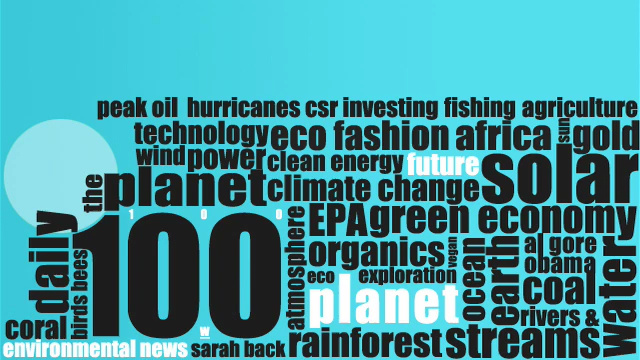 peak oil hurricanes csr investing fishing agriculture
technology eco fashion africa sun gold
wind power clean energy future solar
the planet climate change
daily 100 1 0 0 atmosphere EPA green economy
birds bees organics vegan ocean earth al gore water
eco exploration obama
planet coal
coral rivers &
w rainforest streams
environmental news sarah back